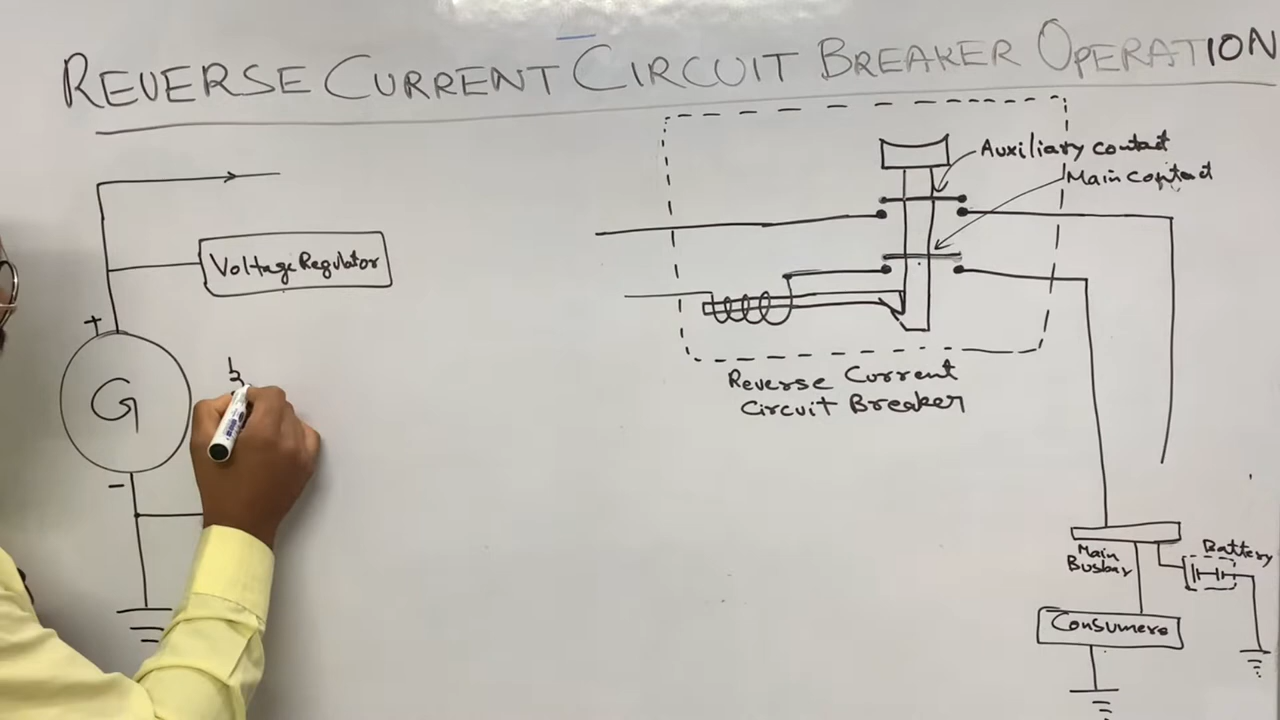 REVERSE CURRENT CIRCUIT BREAKER OPERATION
Auxiliary contact
Main contact
Voltage Regulator
+
G
-
Reverse Current
Circuit Breaker
Main
Busbar
Battery
Consumers